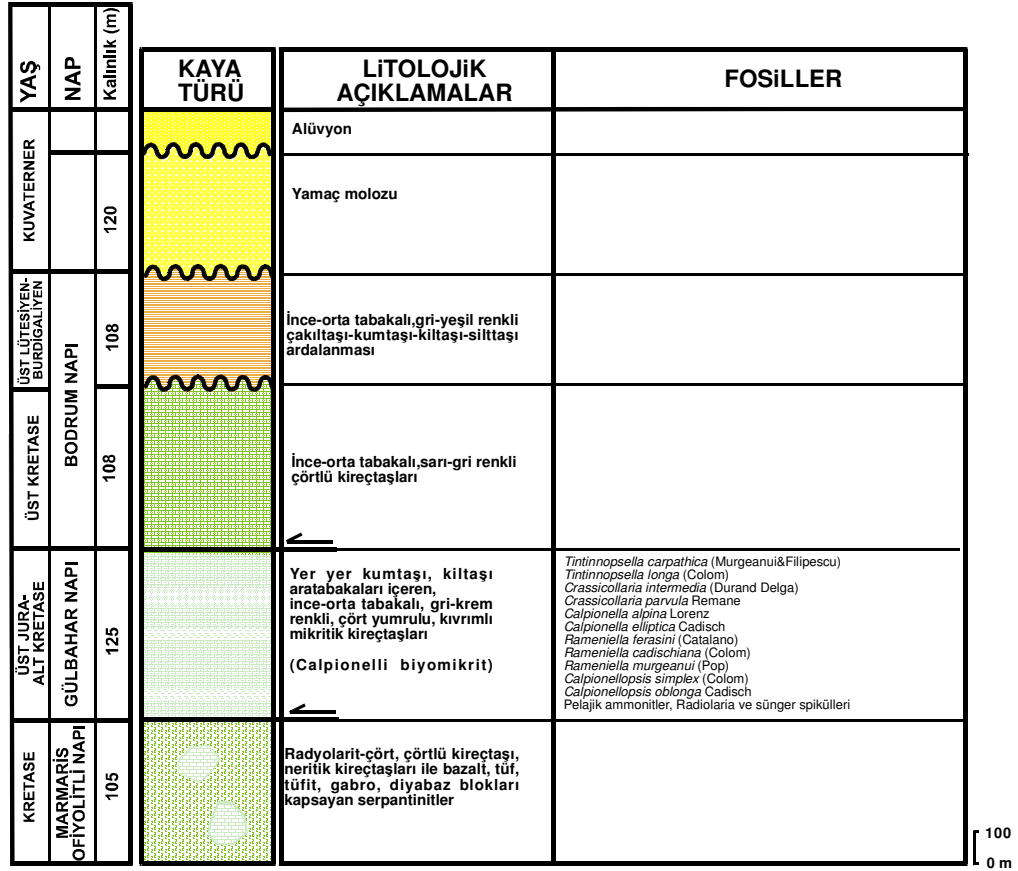 YAŞ
NAP
Kalınlık (m)
KAYA
TÜRÜ
LiTOLOJiK
AÇIKLAMALAR
FOSiLLER
KUVATERNER
Alüvyon
120
Yamaç molozu
ÜST LÜTESİYEN-
BURDİGALİYEN
BODRUM NAPI
108
İnce-orta tabakalı,gri-yeşil renkli
çakıltaşı-kumtaşı-kiltaşı-silttaşı
ardalanması
ÜST KRETASE
108
İnce-orta tabakalı,sarı-gri renkli
çörtlü kireçtaşları
ÜST JURA-
ALT KRETASE
GÜLBAHAR NAPI
125
Yer yer kumtaşı, kiltaşı
aratabakaları içeren,
ince-orta tabakalı, gri-krem
renkli, çört yumrulu, kıvrımlı
mikritik kireçtaşları
(Calpionelli biyomikrit)
Tintinnopsella carpathica (Murgeanui&Filipescu)
Tintinnopsella longa (Colom)
Crassicollaria intermedia (Durand Delga)
Crassicollaria parvula Remane
Calpionella alpina Lorenz
Calpionella elliptica Cadisch
Rameniella ferasini (Catalano)
Rameniella cadischiana (Colom)
Rameniella murgeanui (Pop)
Calpionellopsis simplex (Colom)
Calpionellopsis oblonga Cadisch
Pelajik ammonitler, Radiolaria ve sünger spikülleri
KRETASE
MARMARİS
OFİYOLİTLİ NAPI
105
Radyolarit-çört, çörtlü kireçtaşı,
neritik kireçtaşları ile bazalt, tüf,
tüfit, gabro, diyabaz blokları
kapsayan serpantinitler
100
0 m